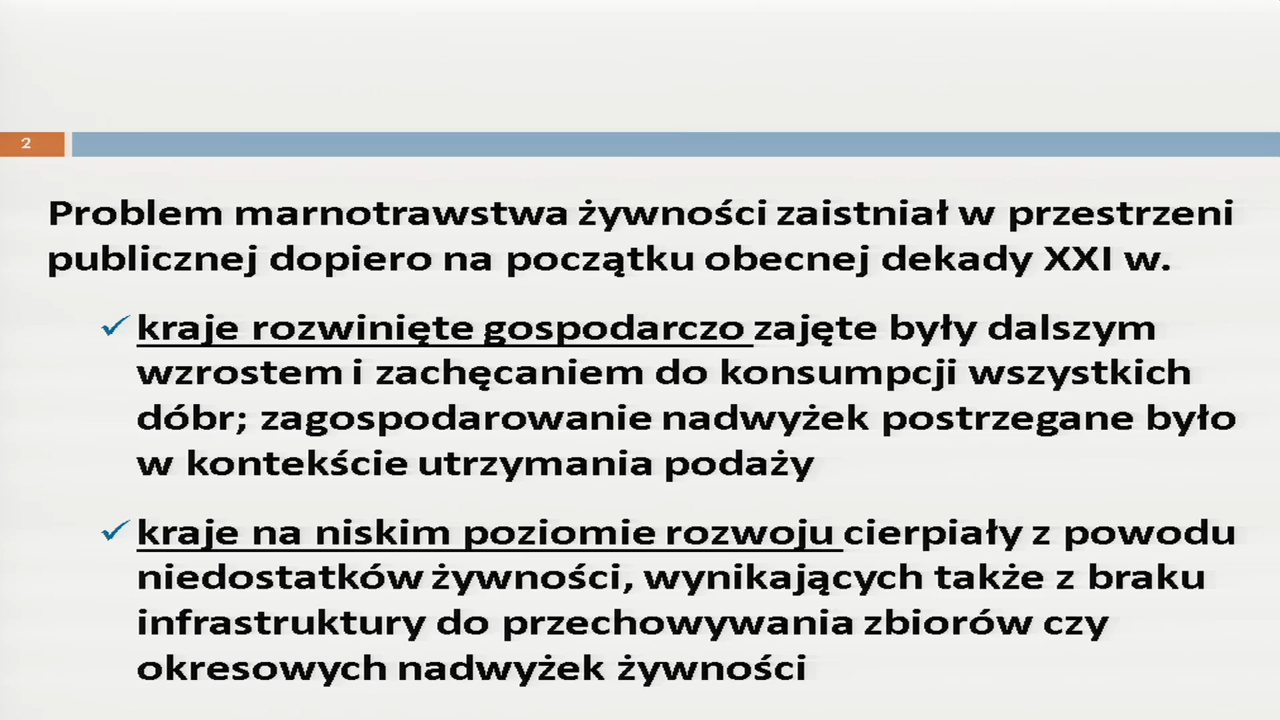 2
Problem marnotrawstwa żywności zaistniał w przestrzeni
publicznej dopiero na początku obecnej dekady XXI w.
kraje rozwinięte gospodarczo zajęte były dalszym
wzrostem i zachęcaniem do konsumpcji wszystkich
dóbr; zagospodarowanie nadwyżek postrzegane było
w kontekście utrzymania podaży
kraje na niskim poziomie rozwoju cierpiały z powodu
niedostatków żywności, wynikających także z braku
infrastruktury do przechowywania zbiorów czy
okresowych nadwyżek żywności